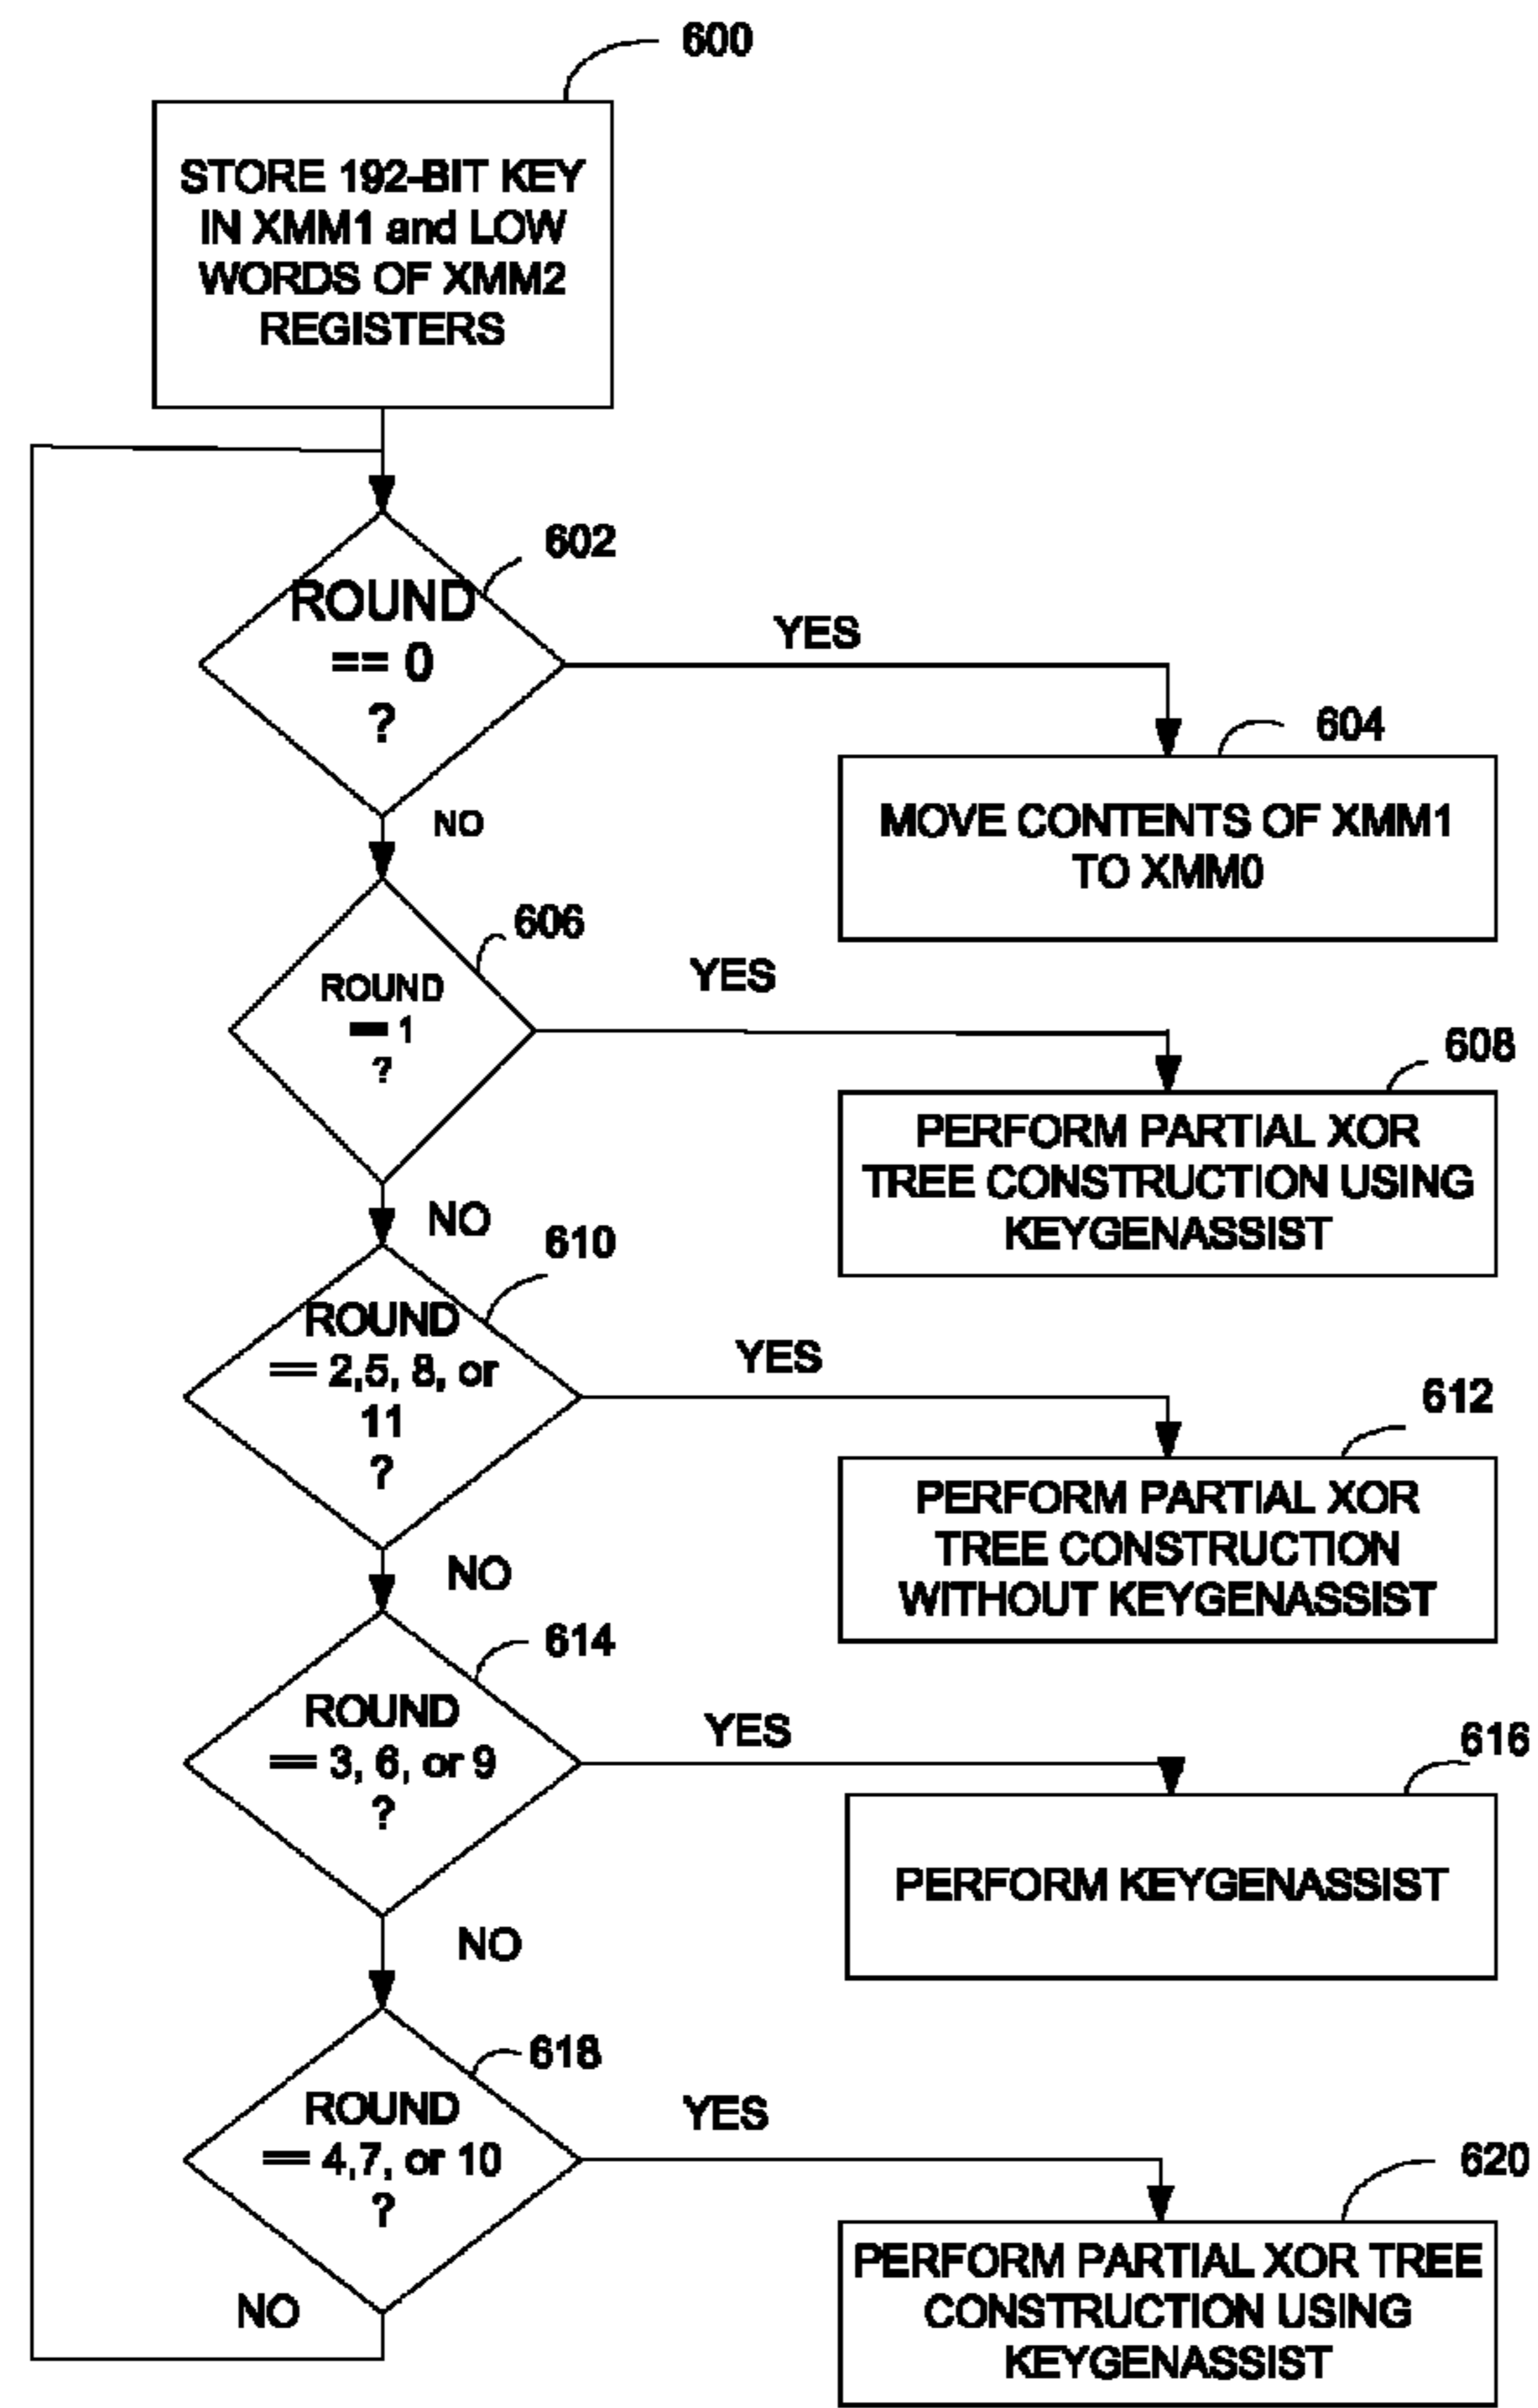 600
STORE 192-BIT KEY
IN XMM1 and LOW
WORDS OF XMM2
REGISTERS
602
ROUND
== 0
?
YES
604
MOVE CONTENTS OF XMM1
TO XMM0
NO
606
ROUND
== 1
?
YES
608
PERFORM PARTIAL XOR
TREE CONSTRUCTION USING
KEYGENASSIST
NO
610
ROUND
== 2,5, 8, or
11
?
YES
612
PERFORM PARTIAL XOR
TREE CONSTRUCTION
WITHOUT KEYGENASSIST
NO
614
ROUND
== 3, 6, or 9
?
YES
616
PERFORM KEYGENASSIST
NO
618
ROUND
== 4,7, or 10
?
YES
620
PERFORM PARTIAL XOR TREE
CONSTRUCTION USING
KEYGENASSIST
NO